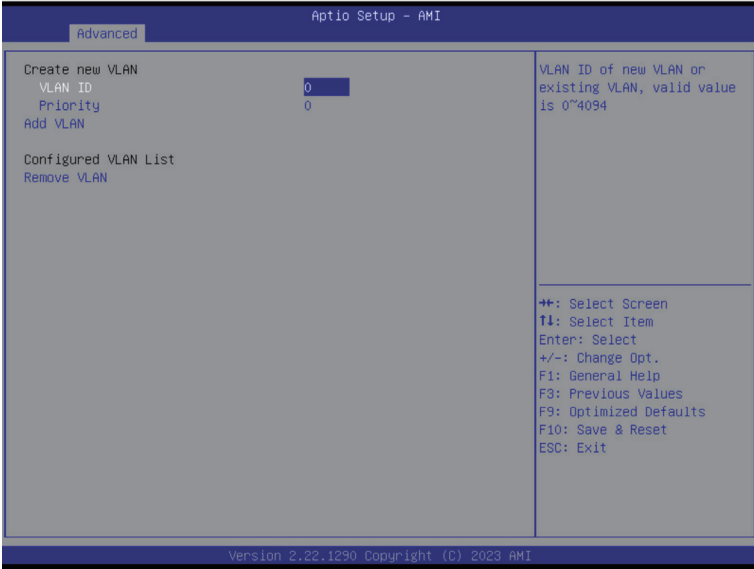 Aptio Setup – AMI
Advanced
Create new VLAN
VLAN ID 0
Priority 0
Add VLAN
Configured VLAN List
Remove VLAN
VLAN ID of new VLAN or
existing VLAN, valid value
is 0~4094
→←: Select Screen
↑↓: Select Item
Enter: Select
+/-: Change Opt.
F1: General Help
F3: Previous Values
F9: Optimized Defaults
F10: Save & Reset
ESC: Exit
Version 2.22.1290 Copyright (C) 2023 AMI